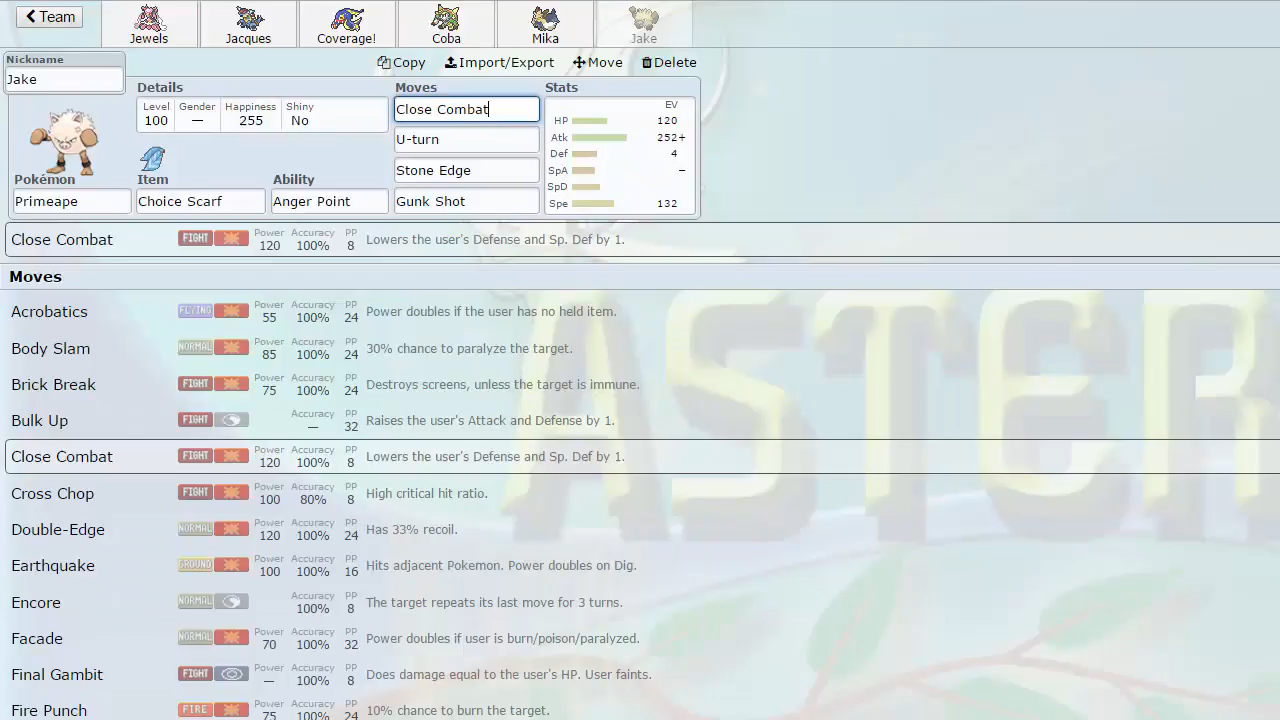 Team
Jewels
Jacques
Coverage!
Coba
Mika
Jake
Nickname
Jake
Copy
Import/Export
Move
Delete
Details
Level Gender Happiness Shiny
100 — 255 No
Pokémon
Primeape
Item
Choice Scarf
Ability
Anger Point
Moves
Close Combat
U-turn
Stone Edge
Gunk Shot
Stats
EV
HP 120
Atk 252+
Def 4
SpA –
SpD
Spe 132
Close Combat FIGHT Power 120 Accuracy 100% PP 8 Lowers the user's Defense and Sp. Def by 1.
Moves
Acrobatics FLYING Power 55 Accuracy 100% PP 24 Power doubles if the user has no held item.
Body Slam NORMAL Power 85 Accuracy 100% PP 24 30% chance to paralyze the target.
Brick Break FIGHT Power 75 Accuracy 100% PP 24 Destroys screens, unless the target is immune.
Bulk Up FIGHT Accuracy — PP 32 Raises the user's Attack and Defense by 1.
Close Combat FIGHT Power 120 Accuracy 100% PP 8 Lowers the user's Defense and Sp. Def by 1.
Cross Chop FIGHT Power 100 Accuracy 80% PP 8 High critical hit ratio.
Double-Edge NORMAL Power 120 Accuracy 100% PP 24 Has 33% recoil.
Earthquake GROUND Power 100 Accuracy 100% PP 16 Hits adjacent Pokemon. Power doubles on Dig.
Encore NORMAL Accuracy 100% PP 8 The target repeats its last move for 3 turns.
Facade NORMAL Power 70 Accuracy 100% PP 32 Power doubles if user is burn/poison/paralyzed.
Final Gambit FIGHT Power — Accuracy 100% PP 8 Does damage equal to the user's HP. User faints.
Fire Punch FIRE Power 75 Accuracy 100% PP 24 10% chance to burn the target.
ASTER